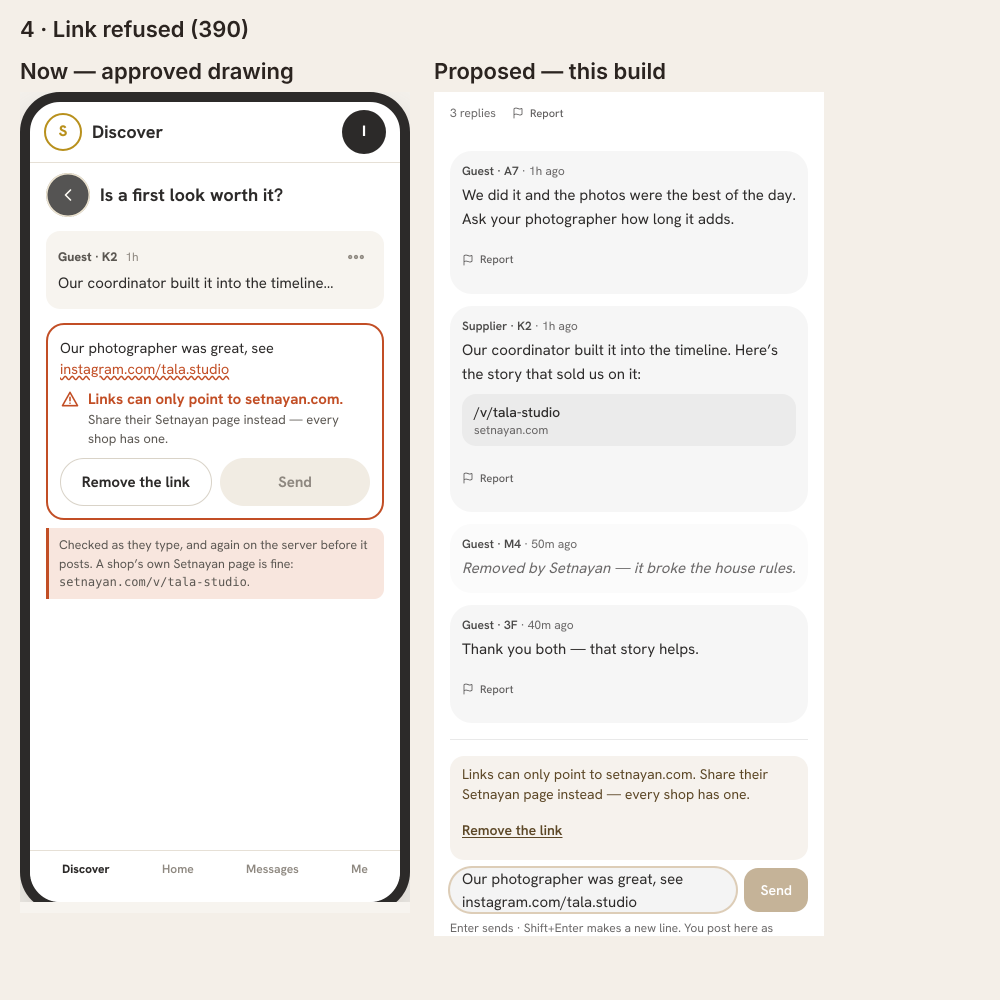 4 · Link refused (390)
Now — approved drawing
S
Discover
I
Is a first look worth it?
Guest · K2 1h
Our coordinator built it into the timeline…
Our photographer was great, see
instagram.com/tala.studio
Links can only point to setnayan.com.
Share their Setnayan page instead — every
shop has one.
Remove the link
Send
Checked as they type, and again on the server before it
posts. A shop’s own Setnayan page is fine:
setnayan.com/v/tala-studio.
Discover
Home
Messages
Me
Proposed — this build
3 replies
Report
Guest · A7 · 1h ago
We did it and the photos were the best of the day.
Ask your photographer how long it adds.
Report
Supplier · K2 · 1h ago
Our coordinator built it into the timeline. Here’s
the story that sold us on it:
/v/tala-studio
setnayan.com
Report
Guest · M4 · 50m ago
Removed by Setnayan — it broke the house rules.
Guest · 3F · 40m ago
Thank you both — that story helps.
Report
Links can only point to setnayan.com. Share their
Setnayan page instead — every shop has one.
Remove the link
Our photographer was great, see
instagram.com/tala.studio
Send
Enter sends · Shift+Enter makes a new line. You post here as